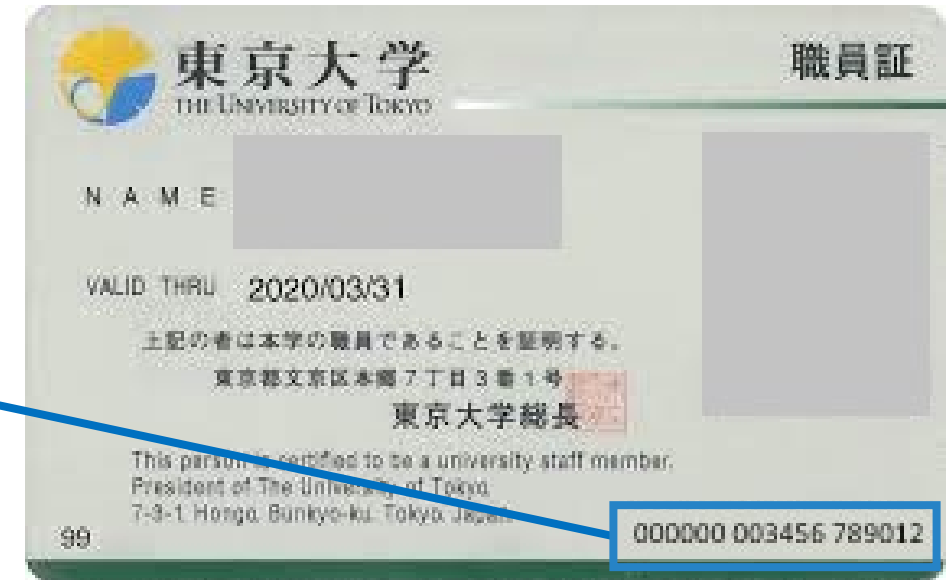 東京大学
THE UNIVERSITY OF TOKYO
職員証
NAME
VALID THRU 2020/03/31
上記の者は本学の職員であることを証明する。
東京都文京区本郷7丁目3番1号
東京大学総長
This person is certified to be a university staff member.
President of The University of Tokyo
7-3-1 Hongo, Bunkyo-ku, Tokyo, Japan
99
000000 003456 789012